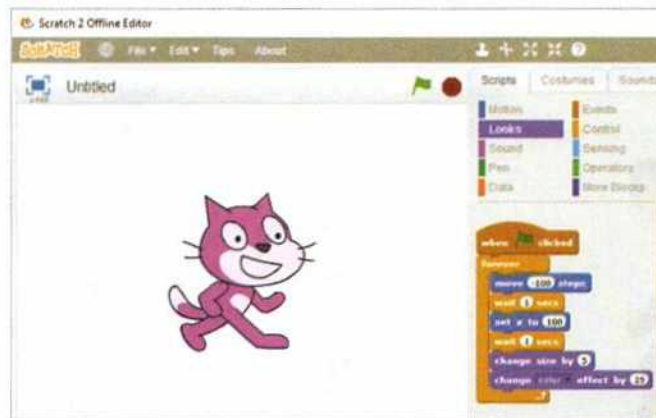 Scratch 2 Offline Editor
SCRATCH File Edit Tips About
Untitled
Scripts Costumes Sounds
Motion Events
Looks Control
Sound Sensing
Pen Operators
Data More Blocks
when clicked
forever
move -100 steps
wait 1 secs
set x to 100
wait 1 secs
change size by 5
change color effect by 25